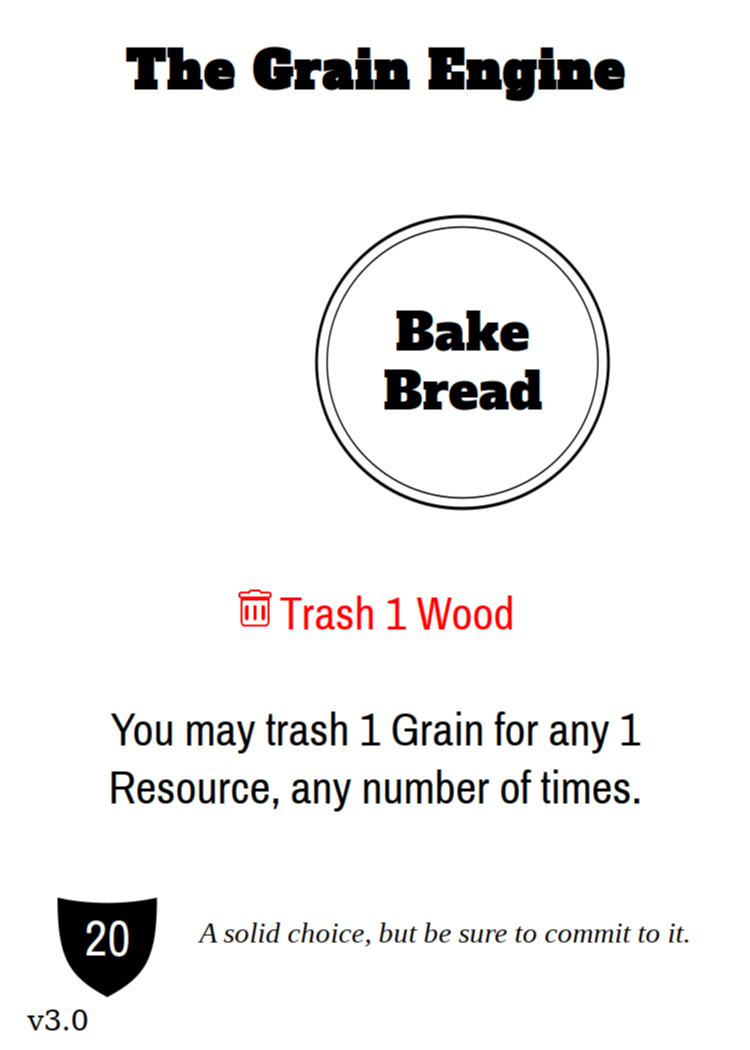 The Grain Engine
Bake
Bread
Trash 1 Wood
You may trash 1 Grain for any 1
Resource, any number of times.
20
A solid choice, but be sure to commit to it.
v3.0